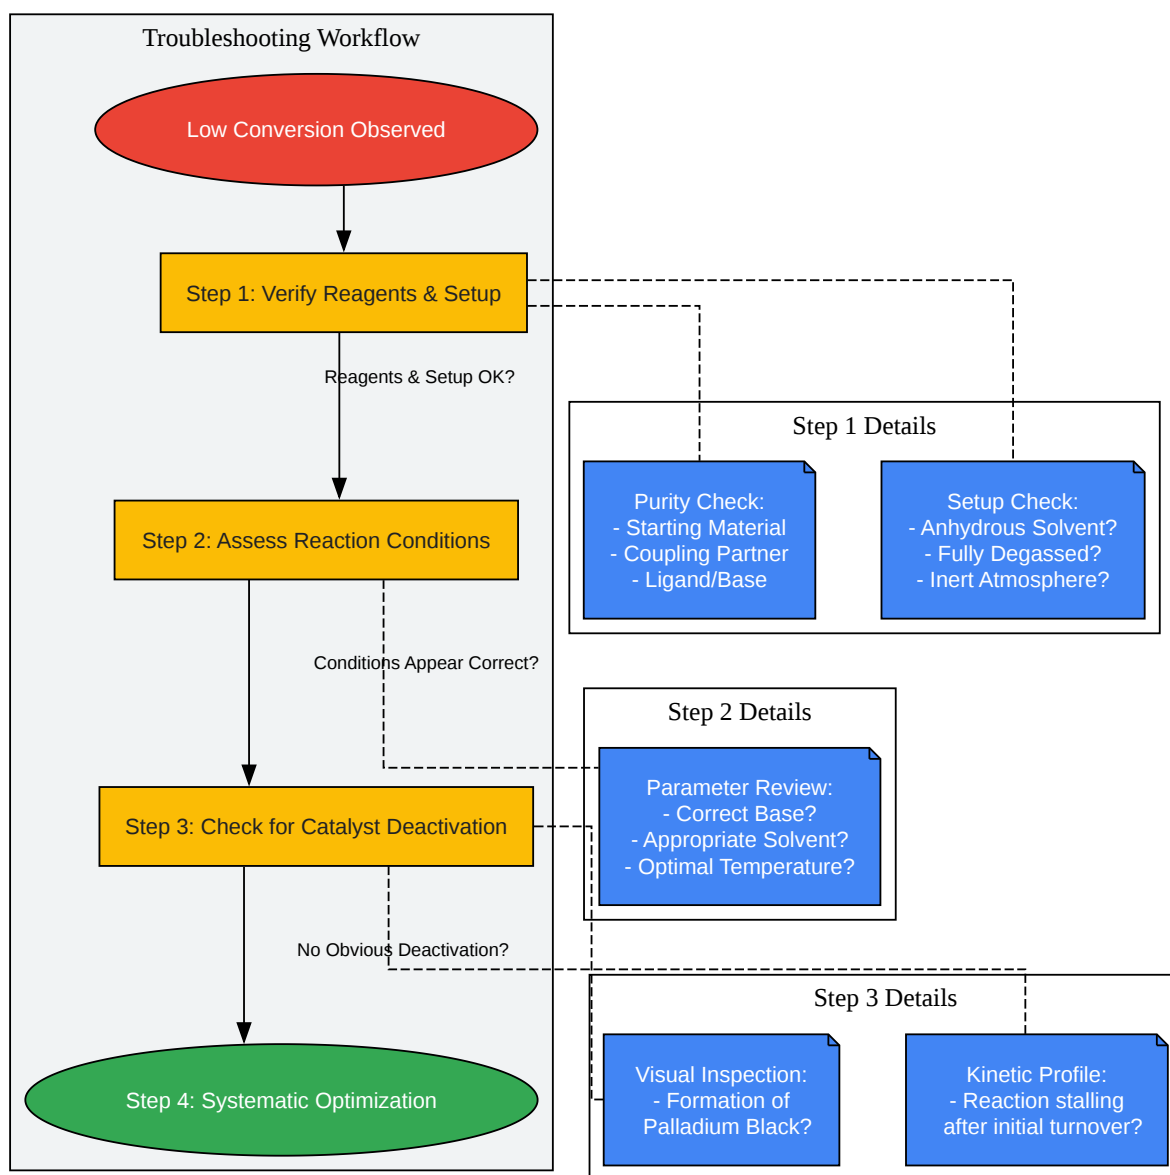 Troubleshooting Workflow
Low Conversion Observed
Step 1: Verify Reagents & Setup
Reagents & Setup OK?
Step 1 Details
Purity Check:
- Starting Material
- Coupling Partner
- Ligand/Base
Setup Check:
- Anhydrous Solvent?
- Fully Degassed?
- Inert Atmosphere?
Step 2: Assess Reaction Conditions
Conditions Appear Correct?
Step 2 Details
Parameter Review:
- Correct Base?
- Appropriate Solvent?
- Optimal Temperature?
Step 3: Check for Catalyst Deactivation
No Obvious Deactivation?
Step 3 Details
Visual Inspection:
- Formation of
Palladium Black?
Kinetic Profile:
- Reaction stalling
after initial turnover?
Step 4: Systematic Optimization